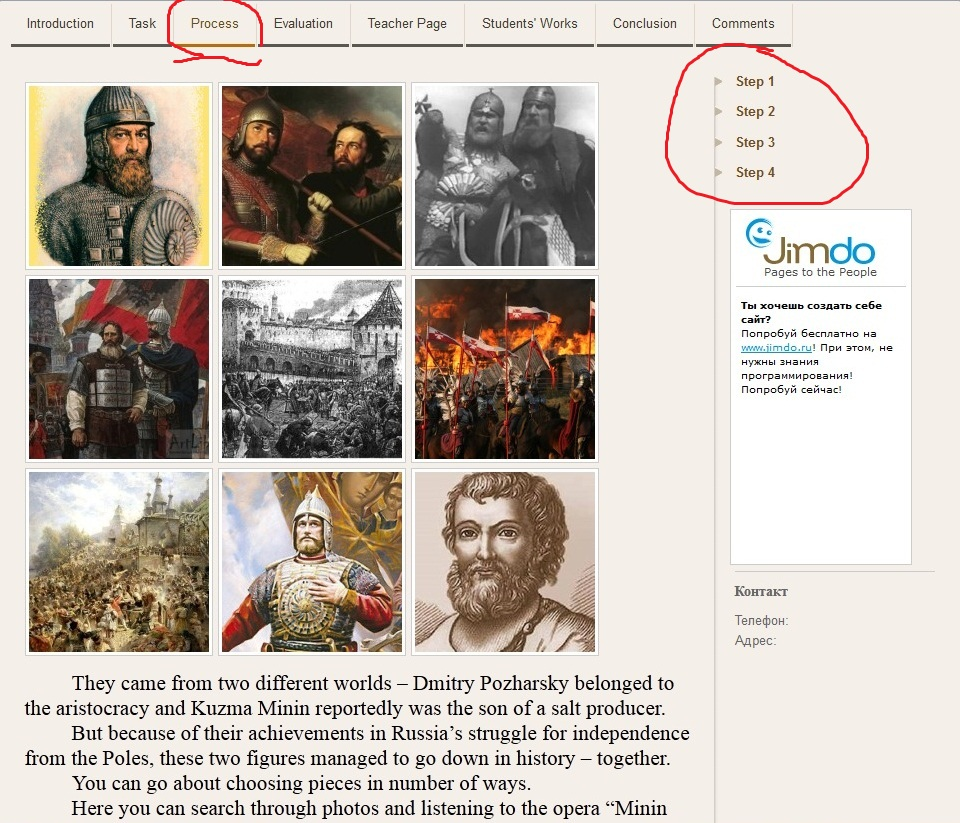 Introduction
Task
Process
Evaluation
Teacher Page
Students' Works
Conclusion
Comments
Step 1
Step 2
Step 3
Step 4
Jimdo
Pages to the People
Ты хочешь создать себе
сайт?
Попробуй бесплатно на
www.jimdo.ru! При этом, не
нужны знания
программирования!
Попробуй сейчас!
Контакт
Телефон:
Адрес:
ArtLib
They came from two different worlds – Dmitry Pozharsky belonged to
the aristocracy and Kuzma Minin reportedly was the son of a salt producer.
But because of their achievements in Russia’s struggle for independence
from the Poles, these two figures managed to go down in history – together.
You can go about choosing pieces in number of ways.
Here you can search through photos and listening to the opera “Minin